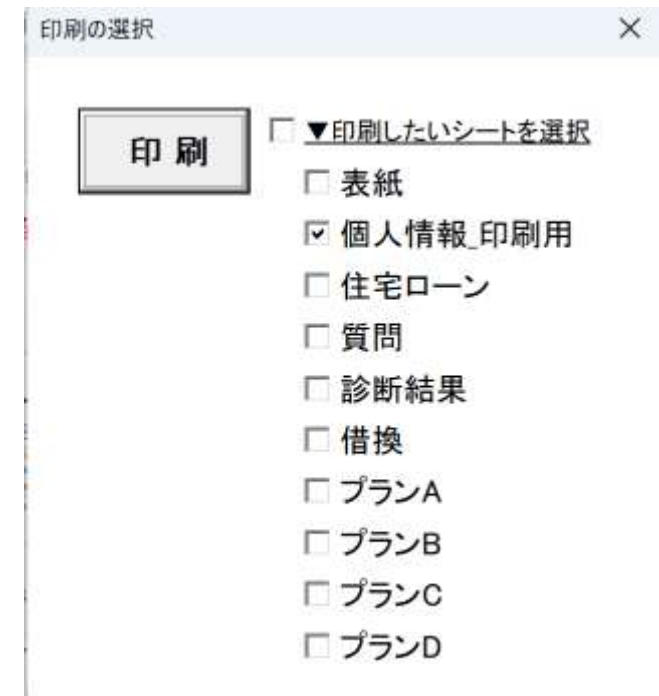 印刷の選択
印 刷
▼印刷したいシートを選択
表紙
個人情報_印刷用
住宅ローン
質問
診断結果
借換
プランA
プランB
プランC
プランD